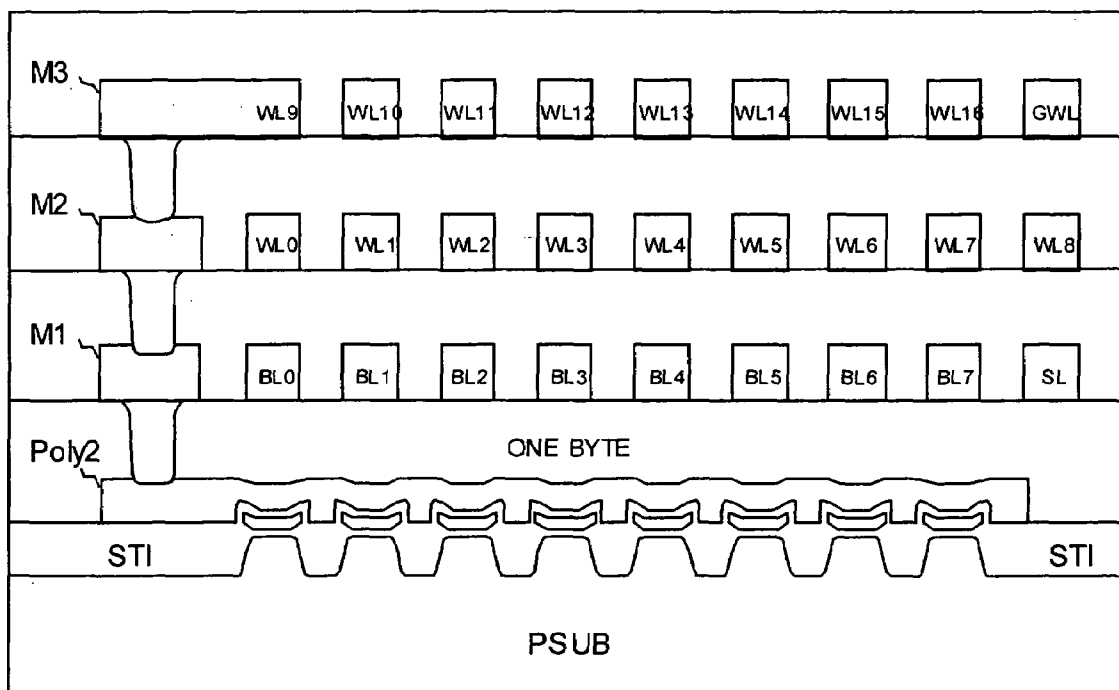 M3
WL9 WL10 WL11 WL12 WL13 WL14 WL15 WL16 GWL
M2
WL0 WL1 WL2 WL3 WL4 WL5 WL6 WL7 WL8
M1
BL0 BL1 BL2 BL3 BL4 BL5 BL6 BL7 SL
Poly2
ONE BYTE
STI STI
PSUB